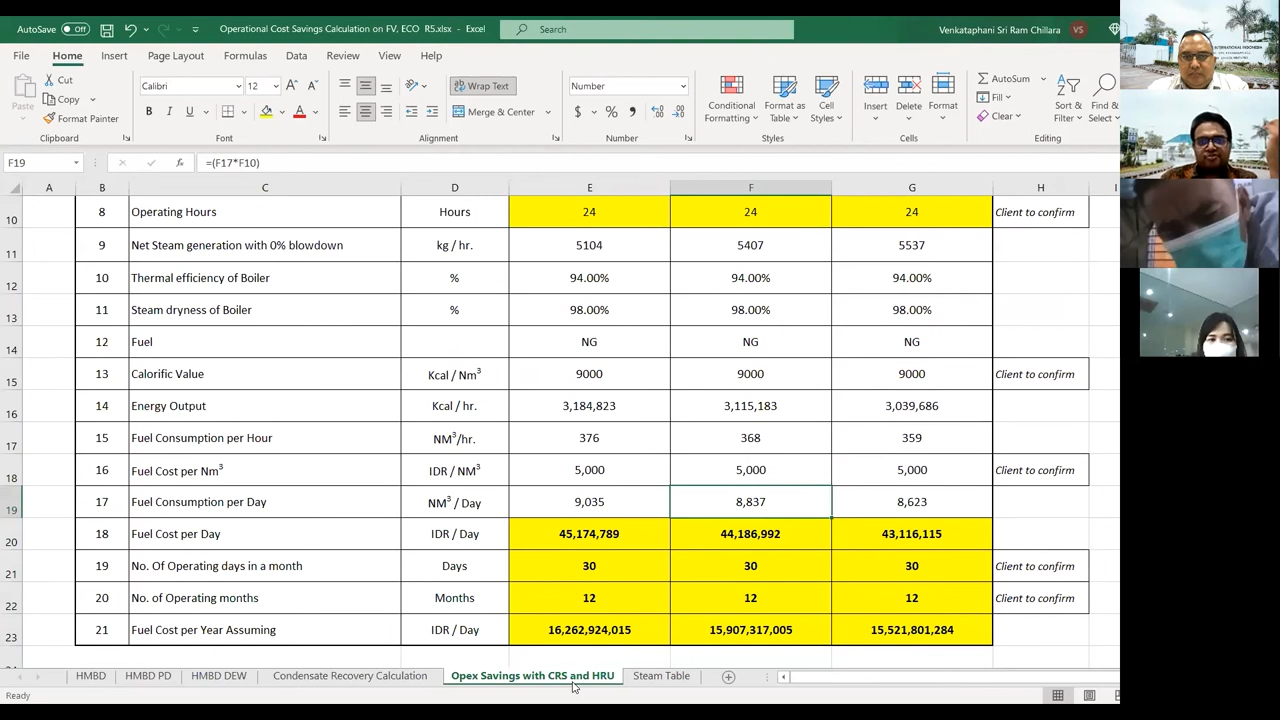 AutoSave Off Operational Cost Savings Calculation on FV, ECO R5.xlsx - Excel Search Venkataphani Sri Ram Chillara VS
File Home Insert Page Layout Formulas Data Review View Help
Cut
Copy
Format Painter
Paste
Clipboard
Calibri 12
B I U
Font
Wrap Text
Merge & Center
Alignment
Number
Number
Conditional Formatting
Format as Table
Cell Styles
Styles
Insert Delete Format
Cells
AutoSum
Fill
Clear
Sort & Filter
Find & Select
Editing
INTERNATIONAL INDONESIA
F19 fx =(F17*F10)
A B C D E F G H I
10 8 Operating Hours Hours 24 24 24 Client to confirm
11 9 Net Steam generation with 0% blowdown kg / hr. 5104 5407 5537
12 10 Thermal efficiency of Boiler % 94.00% 94.00% 94.00%
13 11 Steam dryness of Boiler % 98.00% 98.00% 98.00%
14 12 Fuel NG NG NG
15 13 Calorific Value Kcal / Nm³ 9000 9000 9000 Client to confirm
16 14 Energy Output Kcal / hr. 3,184,823 3,115,183 3,039,686
17 15 Fuel Consumption per Hour NM³/hr. 376 368 359
18 16 Fuel Cost per Nm³ IDR / NM³ 5,000 5,000 5,000 Client to confirm
19 17 Fuel Consumption per Day NM³ / Day 9,035 8,837 8,623
20 18 Fuel Cost per Day IDR / Day 45,174,789 44,186,992 43,116,115
21 19 No. Of Operating days in a month Days 30 30 30 Client to confirm
22 20 No. of Operating months Months 12 12 12 Client to confirm
23 21 Fuel Cost per Year Assuming IDR / Day 16,262,924,015 15,907,317,005 15,521,801,284
HMBD HMBD PD HMBD DEW Condensate Recovery Calculation Opex Savings with CRS and HRU Steam Table
Ready